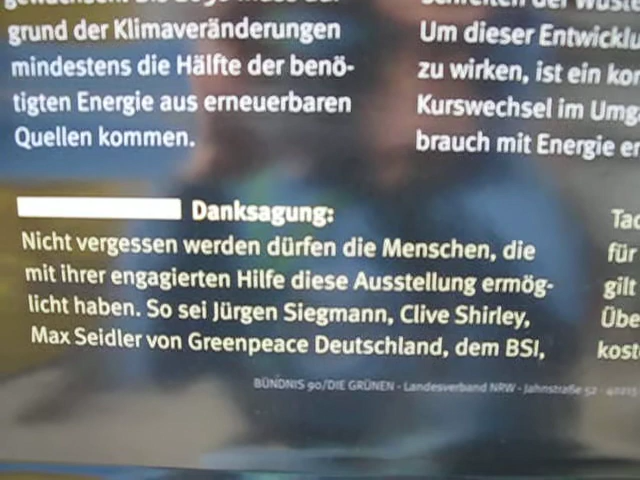 grund der Klimaveränderungen
mindestens die Hälfte der benö-
tigten Energie aus erneuerbaren
Quellen kommen.
Danksagung:
Nicht vergessen werden dürfen die Menschen, die
mit ihrer engagierten Hilfe diese Ausstellung ermög-
licht haben. So sei Jürgen Siegmann, Clive Shirley,
Max Seidler von Greenpeace Deutschland, dem BSI,
Um dieser Entwicklu
zu wirken, ist ein
Kurswechsel im Umg
brauch mit Energie er
für
gilt
Übe
kost
BÜNDNIS 90/DIE GRÜNEN - Landesverband NRW - Jahnstraße 52 -